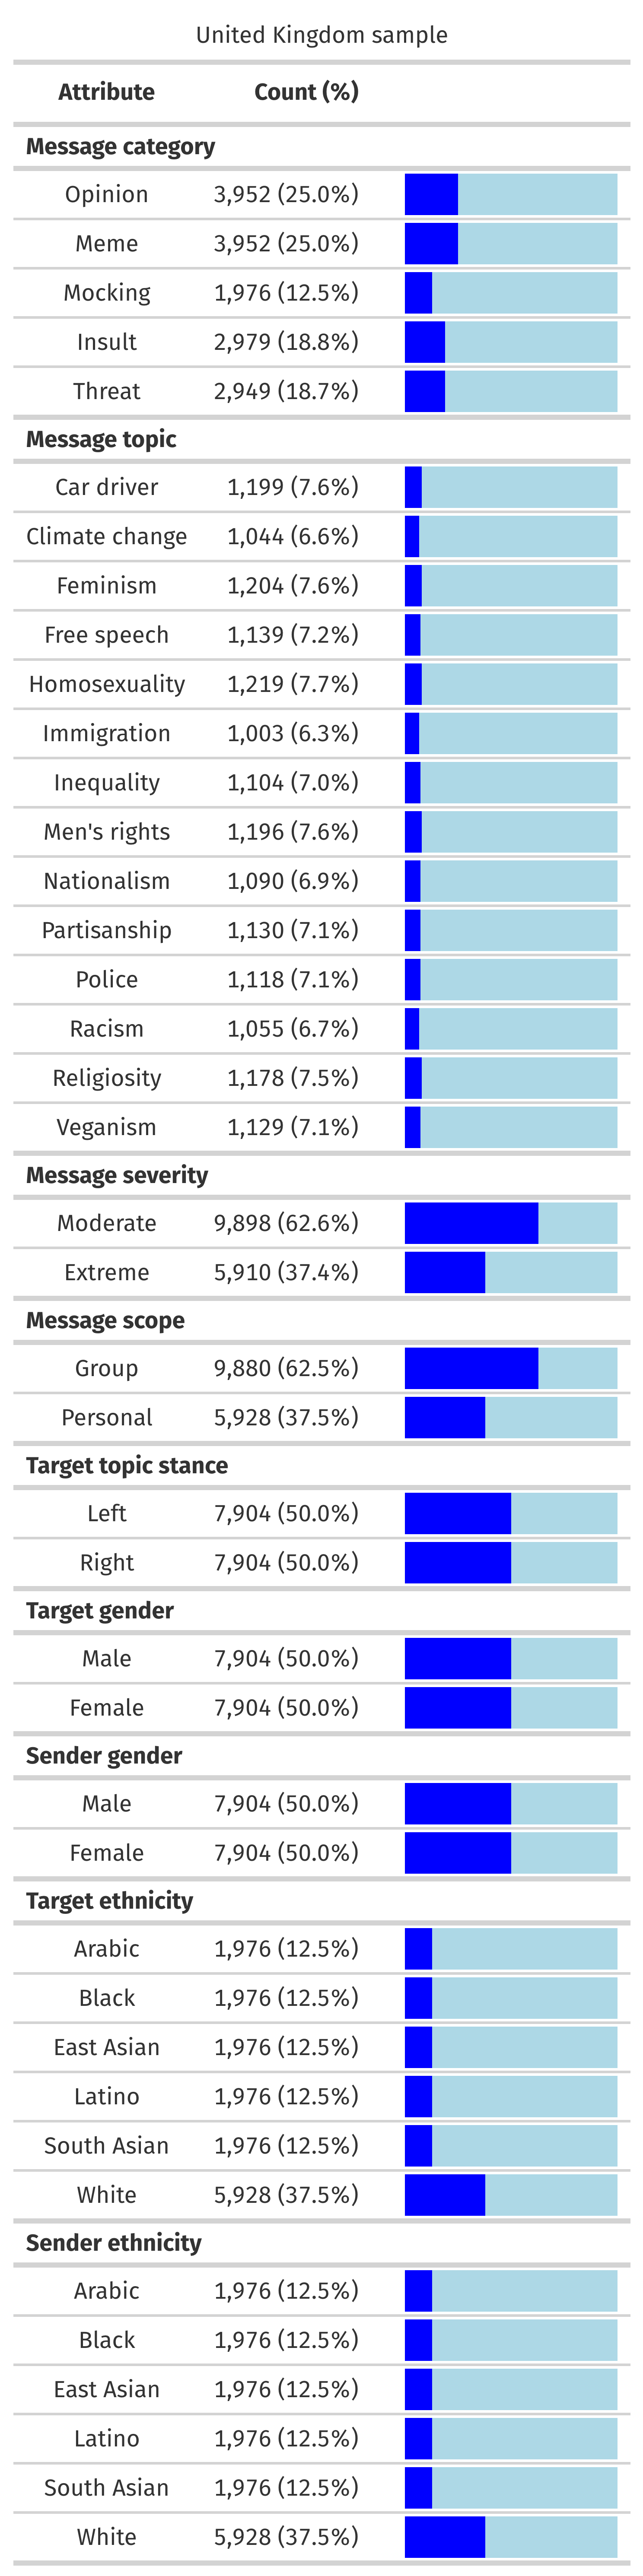 United Kingdom sample
Attribute Count (%)
Message category
Opinion 3,952 (25.0%)
Meme 3,952 (25.0%)
Mocking 1,976 (12.5%)
Insult 2,979 (18.8%)
Threat 2,949 (18.7%)
Message topic
Car driver 1,199 (7.6%)
Climate change 1,044 (6.6%)
Feminism 1,204 (7.6%)
Free speech 1,139 (7.2%)
Homosexuality 1,219 (7.7%)
Immigration 1,003 (6.3%)
Inequality 1,104 (7.0%)
Men's rights 1,196 (7.6%)
Nationalism 1,090 (6.9%)
Partisanship 1,130 (7.1%)
Police 1,118 (7.1%)
Racism 1,055 (6.7%)
Religiosity 1,178 (7.5%)
Veganism 1,129 (7.1%)
Message severity
Moderate 9,898 (62.6%)
Extreme 5,910 (37.4%)
Message scope
Group 9,880 (62.5%)
Personal 5,928 (37.5%)
Target topic stance
Left 7,904 (50.0%)
Right 7,904 (50.0%)
Target gender
Male 7,904 (50.0%)
Female 7,904 (50.0%)
Sender gender
Male 7,904 (50.0%)
Female 7,904 (50.0%)
Target ethnicity
Arabic 1,976 (12.5%)
Black 1,976 (12.5%)
East Asian 1,976 (12.5%)
Latino 1,976 (12.5%)
South Asian 1,976 (12.5%)
White 5,928 (37.5%)
Sender ethnicity
Arabic 1,976 (12.5%)
Black 1,976 (12.5%)
East Asian 1,976 (12.5%)
Latino 1,976 (12.5%)
South Asian 1,976 (12.5%)
White 5,928 (37.5%)